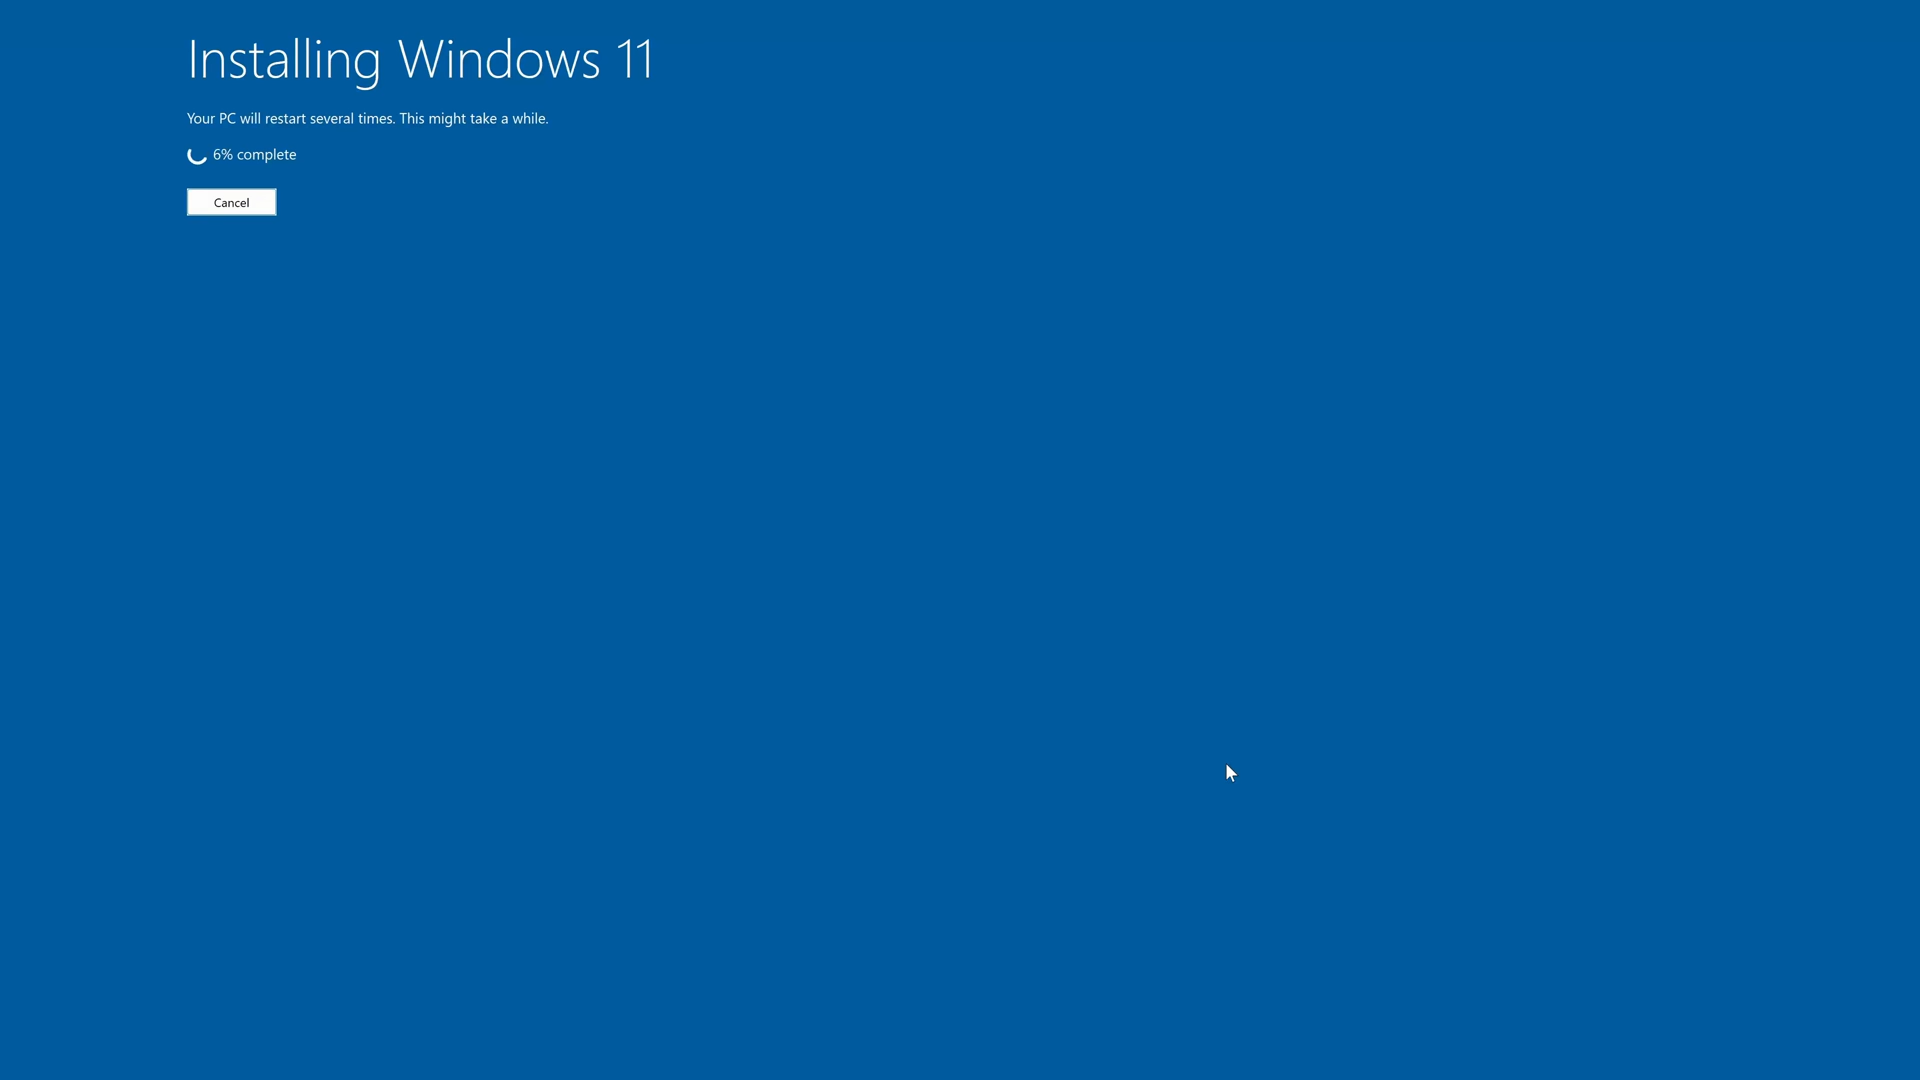 Installing Windows 11
Your PC will restart several times. This might take a while.
6% complete
Cancel